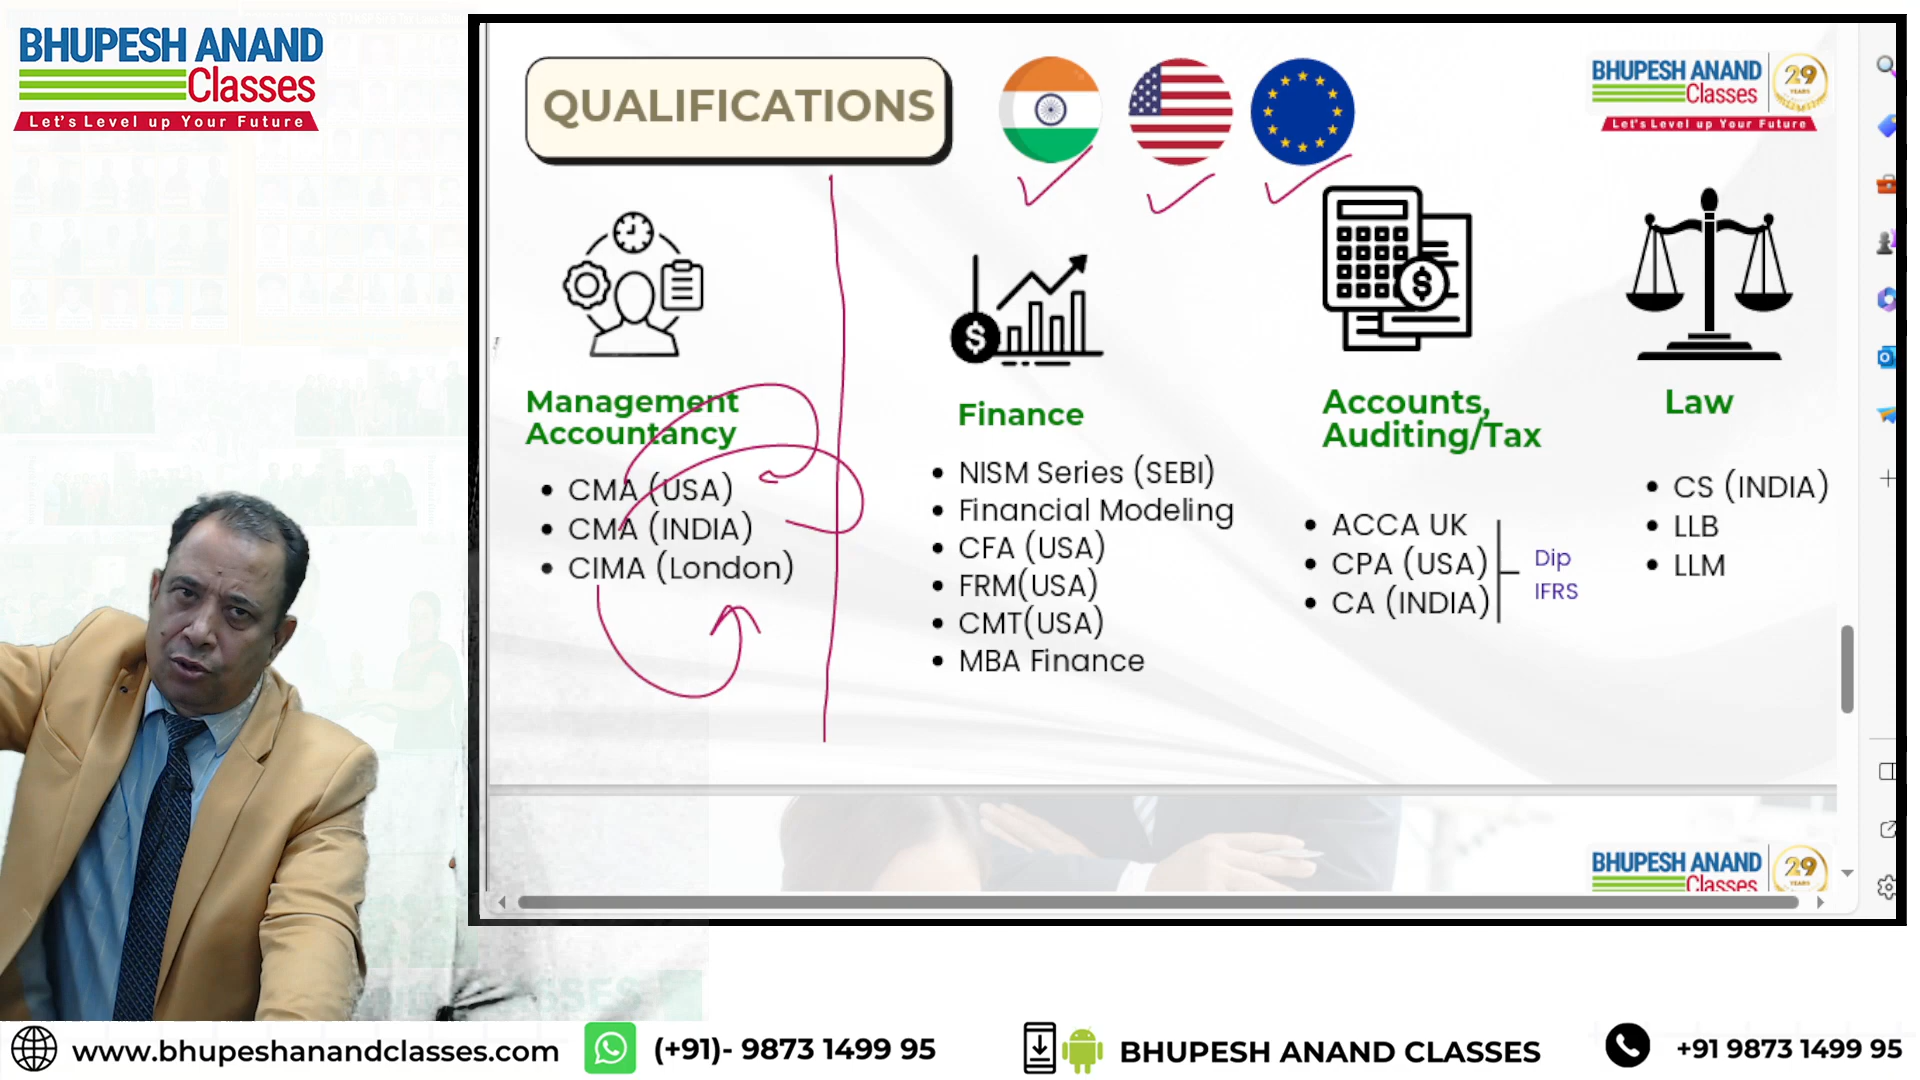 BHUPESH ANAND
Classes
Let's Level up Your Future
QUALIFICATIONS
BHUPESH ANAND
Classes
29
YEARS
Let's Level up Your Future
Management
Accountancy
• CMA (USA)
• CMA (INDIA)
• CIMA (London)
Finance
• NISM Series (SEBI)
• Financial Modeling
• CFA (USA)
• FRM(USA)
• CMT(USA)
• MBA Finance
Accounts,
Auditing/Tax
• ACCA UK
• CPA (USA)
• CA (INDIA)
Dip
IFRS
Law
• CS (INDIA)
• LLB
• LLM
BHUPESH ANAND
Classes
29
YEARS
www.bhupeshanandclasses.com
(+91)- 9873 1499 95
BHUPESH ANAND CLASSES
+91 9873 1499 95